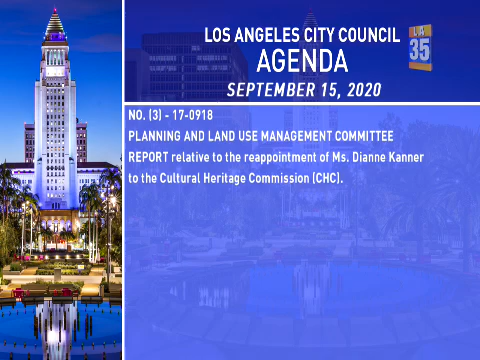 LOS ANGELES CITY COUNCIL
AGENDA
SEPTEMBER 15, 2020
LA
35
NO. (3) - 17-0918
PLANNING AND LAND USE MANAGEMENT COMMITTEE
REPORT relative to the reappointment of Ms. Dianne Kanner
to the Cultural Heritage Commission (CHC).